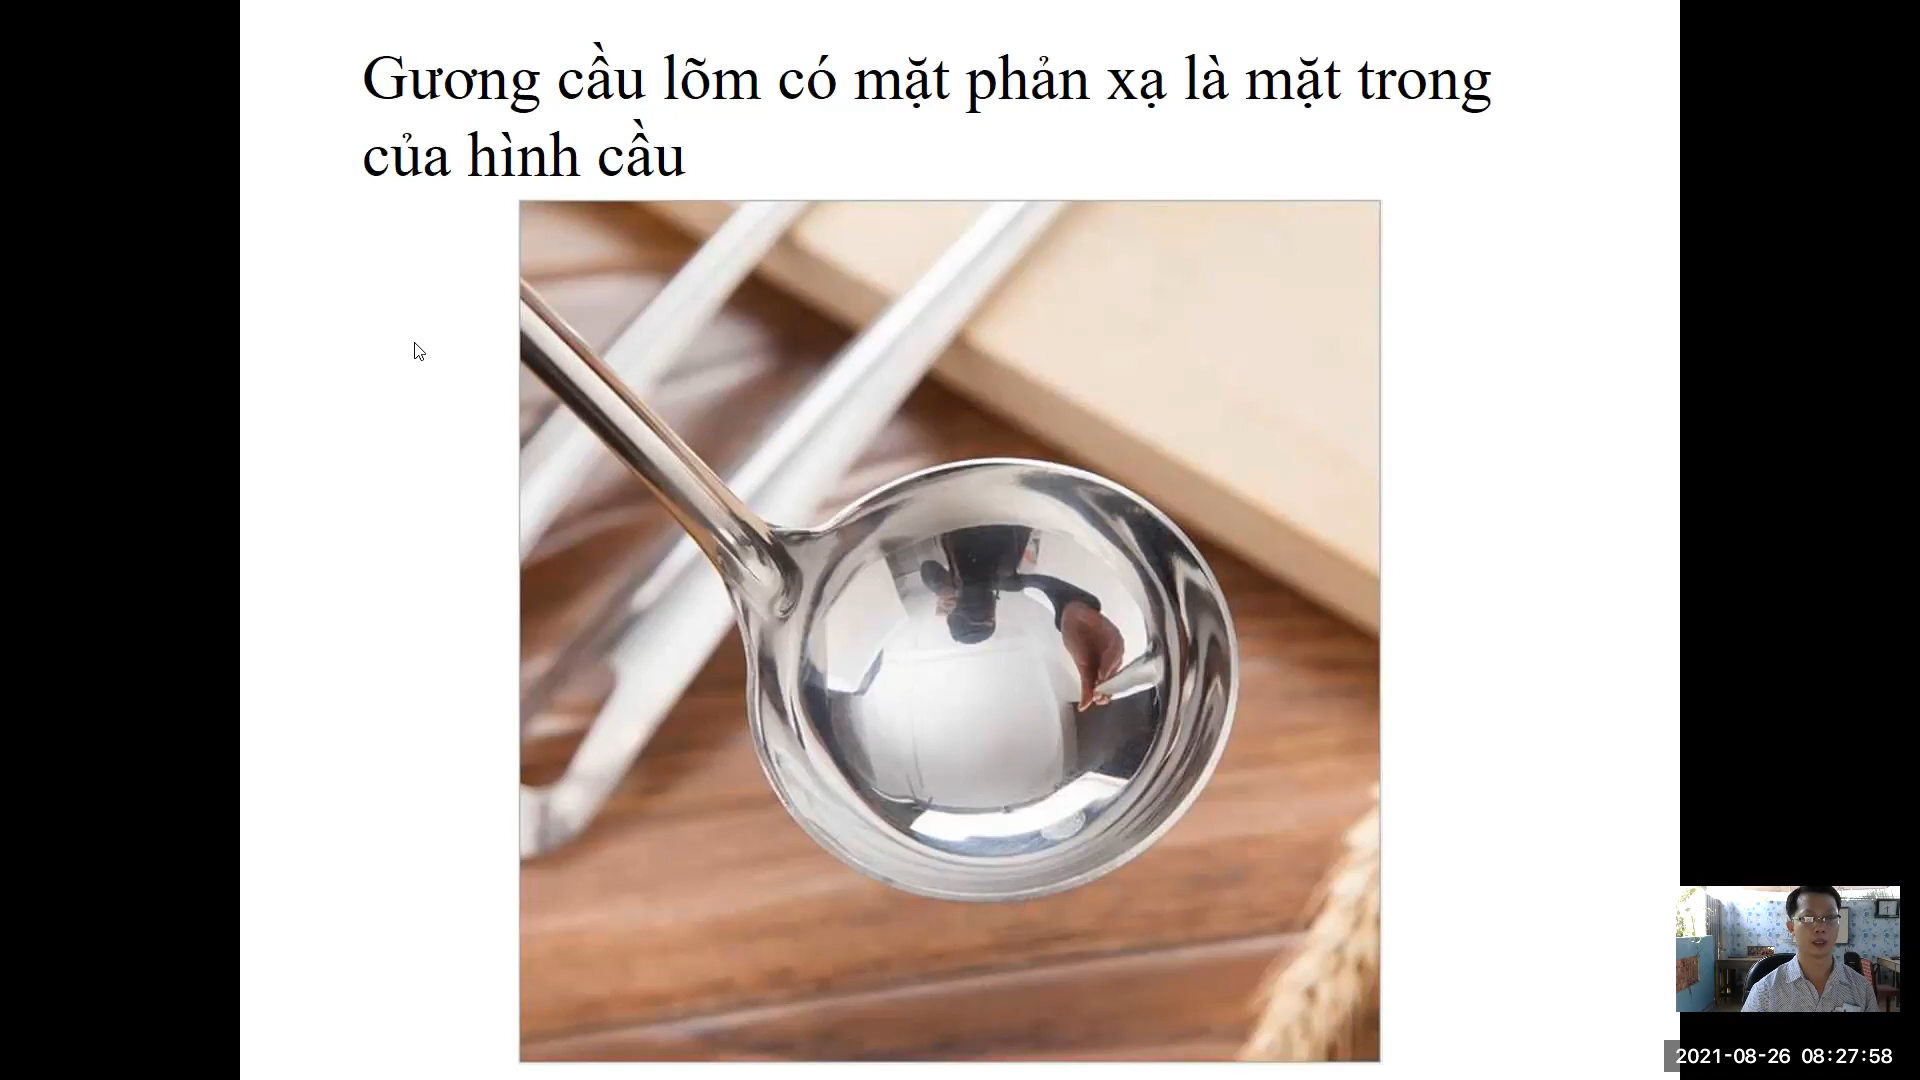 Gương cầu lõm có mặt phản xạ là mặt trong
của hình cầu
2021-08-26 08:27:58